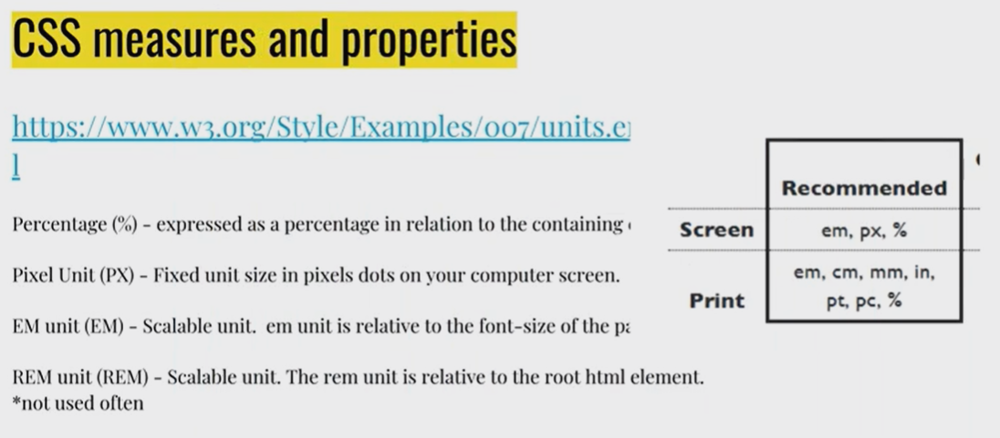 CSS measures and properties
https://www.w3.org/Style/Examples/007/units.e
l
Percentage (%) – expressed as a percentage in relation to the containing
Pixel Unit (PX) – Fixed unit size in pixels dots on your computer screen.
EM unit (EM) – Scalable unit.  em unit is relative to the font-size of the
REM unit (REM) – Scalable unit. The rem unit is relative to the root html element.
*not used often
Recommended
Screen em, px, %
em, cm, mm, in,
Print pt, pc, %